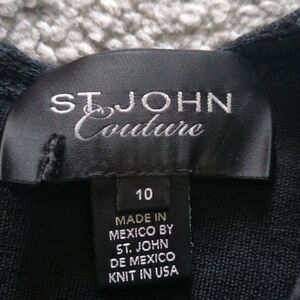 ST. JOHN
Couture
10
MADE IN
MEXICO BY
ST. JOHN
DE MEXICO
KNIT IN USA